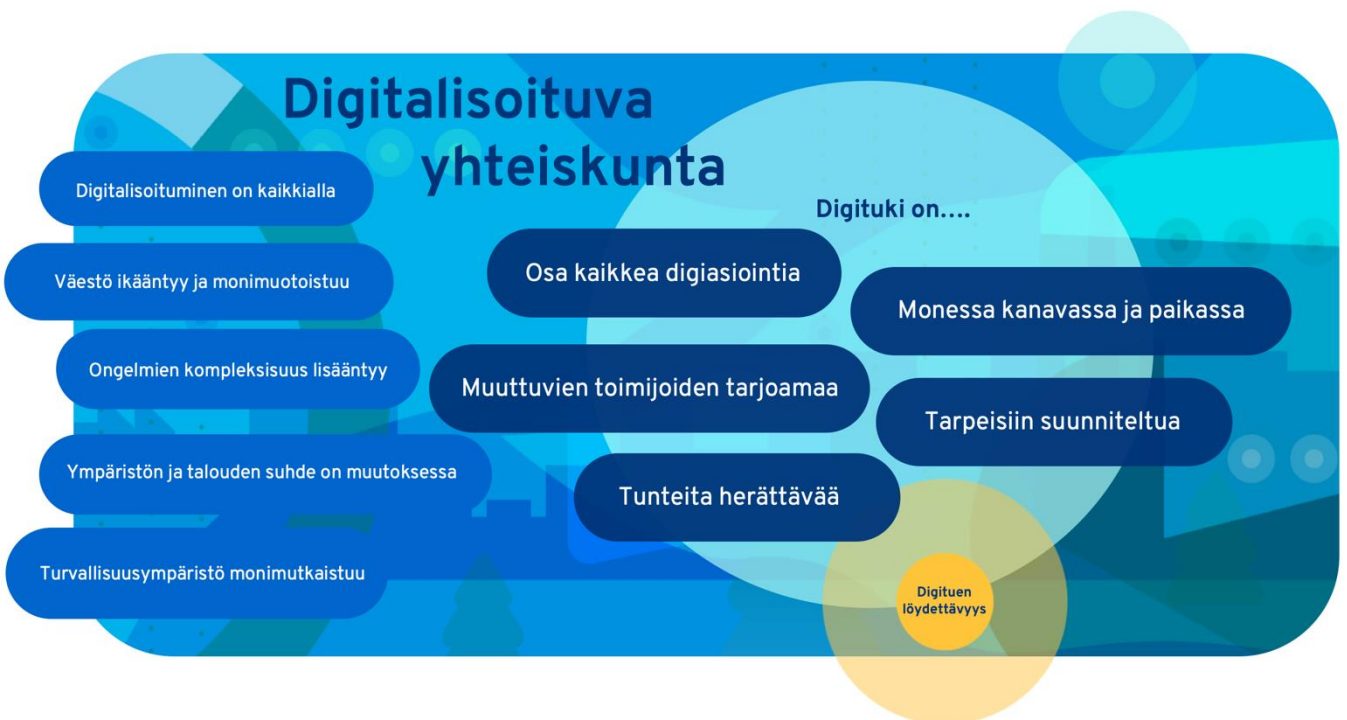 Digitalisoituva
yhteiskunta
Digitalisoituminen on kaikkialla
Väestö ikääntyy ja monimuotoistuu
Ongelmien kompleksisuus lisääntyy
Ympäristön ja talouden suhde on muutoksessa
Turvallisuusympäristö monimutkaistuu
Digituki on....
Osa kaikkea digiasiointia
Monessa kanavassa ja paikassa
Muuttuvien toimijoiden tarjoamaa
Tarpeisiin suunniteltua
Tunteita herättävää
Digituen
löydettävyys